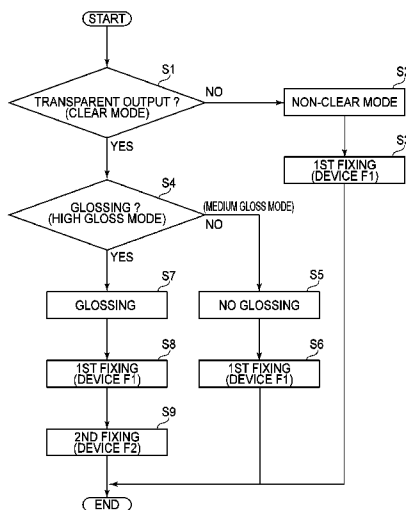 START
S1
TRANSPARENT OUTPUT ?
(CLEAR MODE)
NO
S2
NON-CLEAR MODE
YES
1ST FIXING
(DEVICE F1)
S4
GLOSSING ?
(HIGH GLOSS MODE)
(MEDIUM GLOSS MODE)
NO
YES
S7
GLOSSING
S5
NO GLOSSING
S8
1ST FIXING
(DEVICE F1)
S6
1ST FIXING
(DEVICE F1)
S9
2ND FIXING
(DEVICE F2)
END